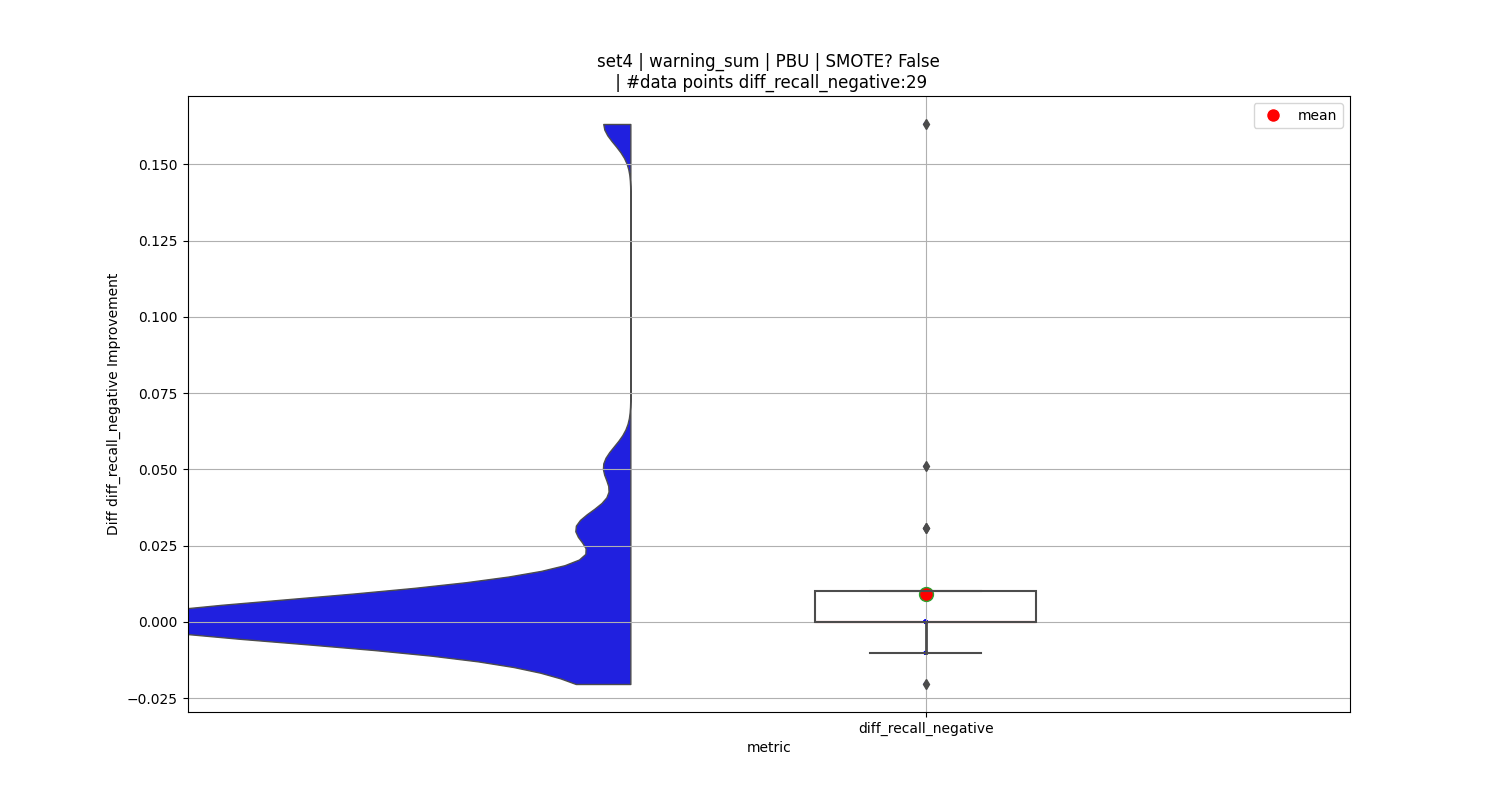 set4 | warning_sum | PBU | SMOTE? False
| #data points diff_recall_negative:29
mean
0.150
0.125
0.100
0.075
0.050
0.025
0.000
−0.025
Diff diff_recall_negative Improvement
diff_recall_negative
metric